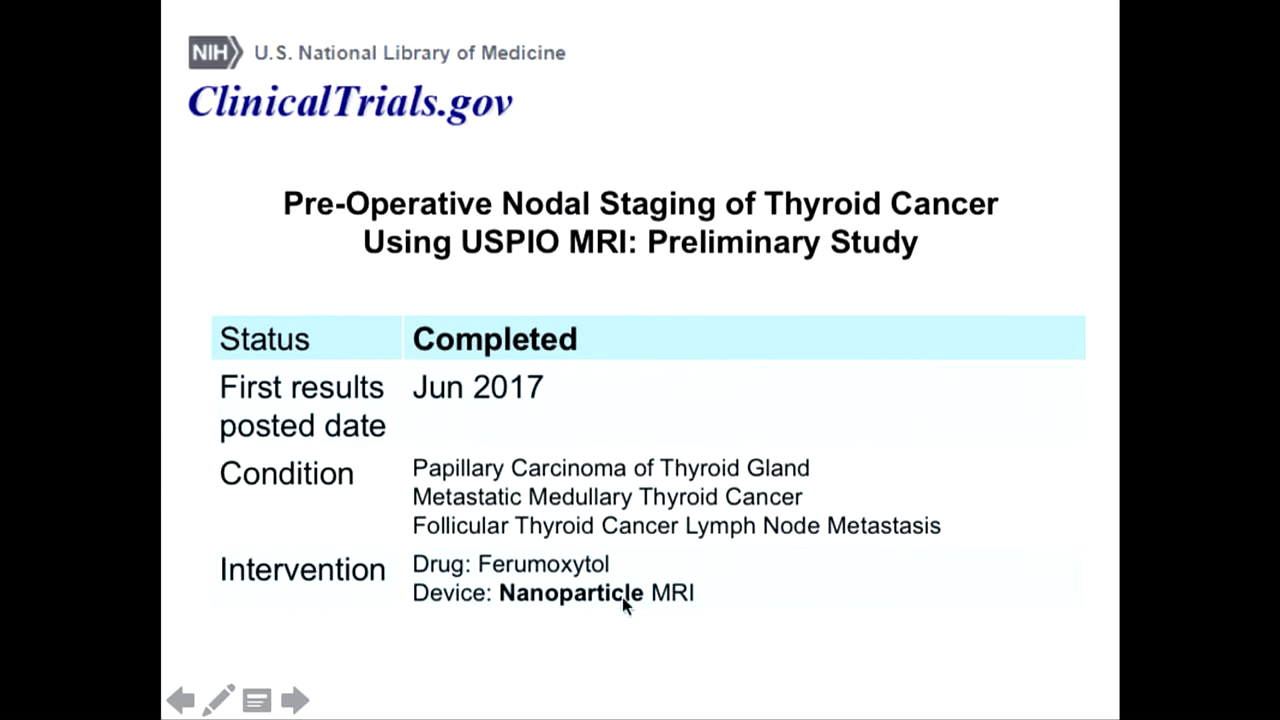 NIH U.S. National Library of Medicine
ClinicalTrials.gov
Pre-Operative Nodal Staging of Thyroid Cancer
Using USPIO MRI: Preliminary Study
Status Completed
First results Jun 2017
posted date
Condition Papillary Carcinoma of Thyroid Gland
Metastatic Medullary Thyroid Cancer
Follicular Thyroid Cancer Lymph Node Metastasis
Intervention Drug: Ferumoxytol
Device: Nanoparticle MRI